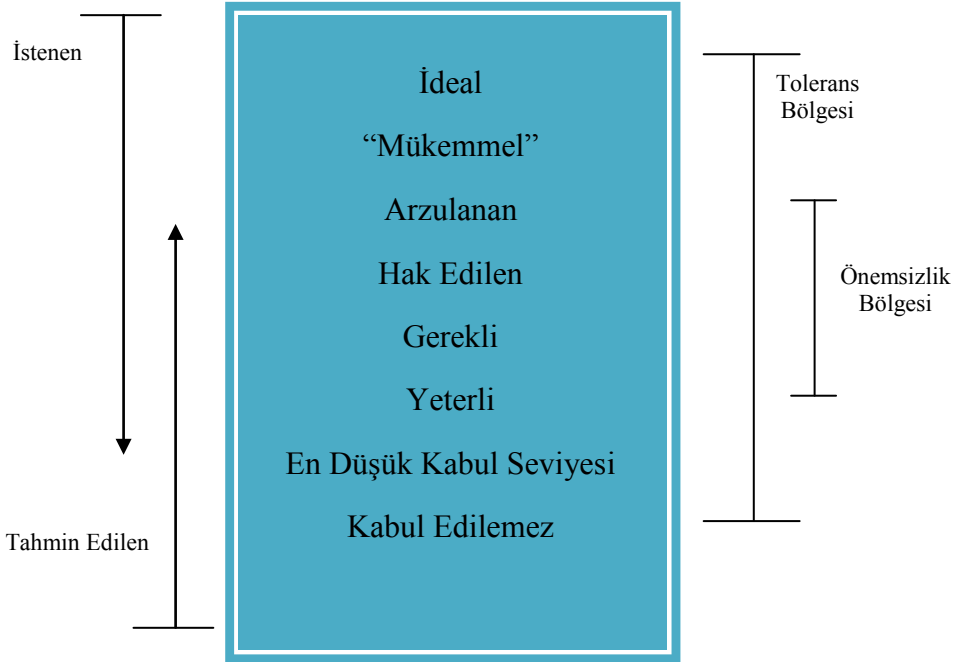 İstenen
Tahmin Edilen
İdeal
“Mükemmel”
Arzulanan
Hak Edilen
Gerekli
Yeterli
En Düşük Kabul Seviyesi
Kabul Edilemez
Tolerans
Bölgesi
Önemsizlik
Bölgesi